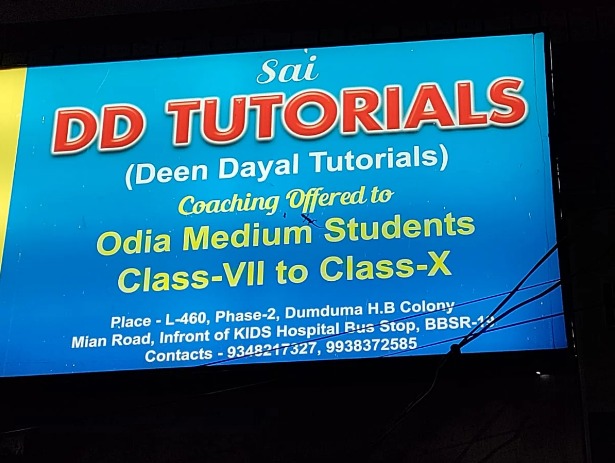 Sai
DD TUTORIALS
(Deen Dayal Tutorials)
Coaching Offered to
Odia Medium Students
Class-VII to Class-X
Place - L-460, Phase-2, Dumduma H.B Colony
Mian Road, Infront of KIDS Hospital Bus Stop,
Contacts - 9348217327, 9938372585